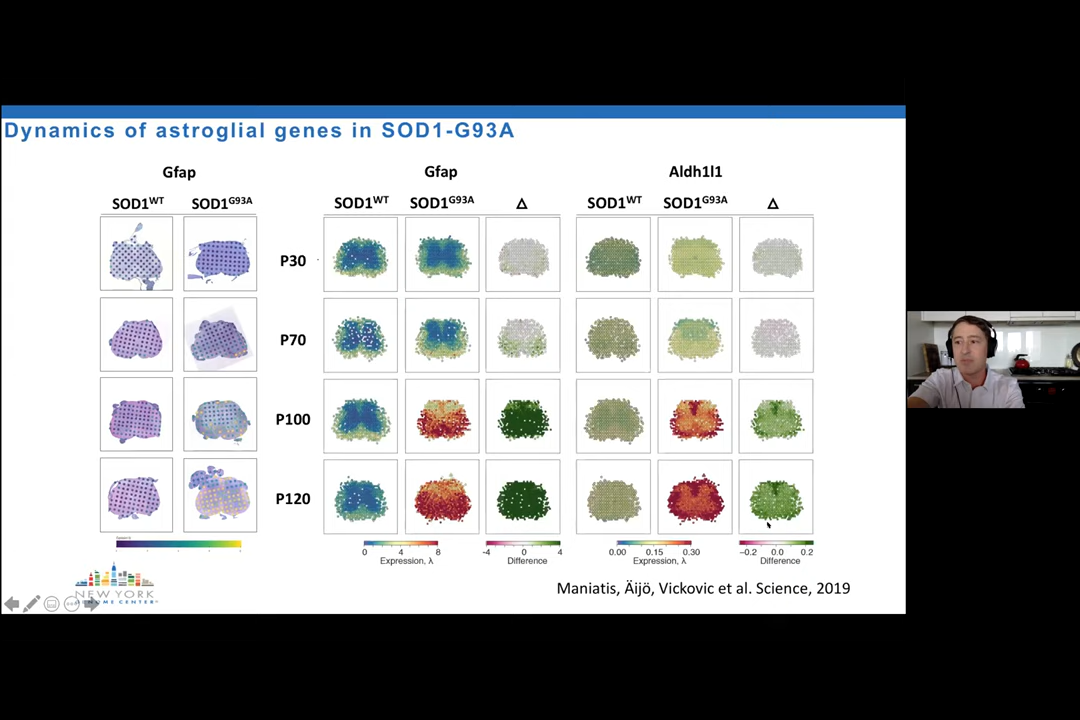 Dynamics of astroglial genes in SOD1-G93A
Gfap Gfap Aldh1l1
SOD1WT SOD1G93A SOD1WT SOD1G93A Δ SOD1WT SOD1G93A Δ
P30
P70
P100
P120
0 4 8 -4 0 4 0.00 0.15 0.30 −0.2 0.0 0.2
Expression, λ Difference Expression, λ Difference
Maniatis, Äijö, Vickovic et al. Science, 2019
NEW YORK
GENOME CENTER